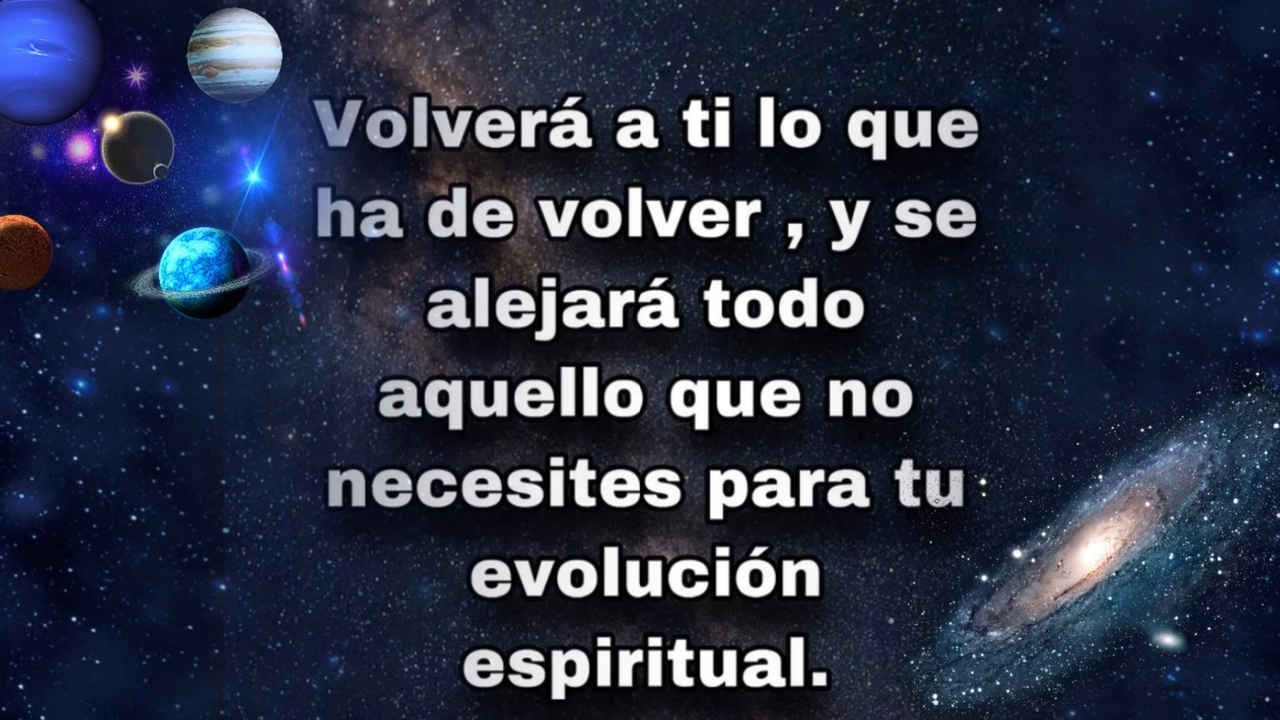 Volverá a ti lo que
ha de volver , y se
alejará todo
aquello que no
necesites para tu
evolución
espiritual.